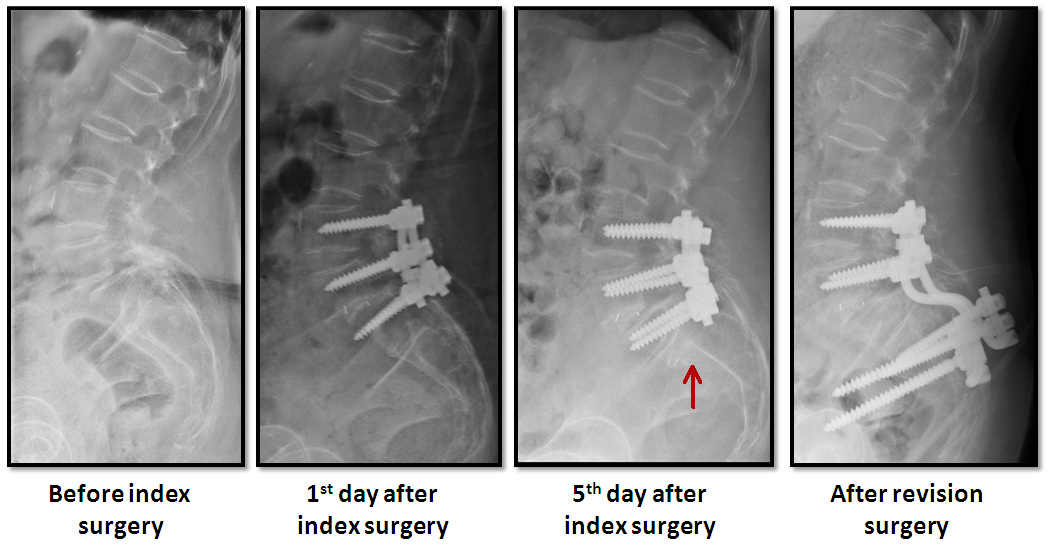 Before index
surgery
1st day after
index surgery
5th day after
index surgery
After revision
surgery